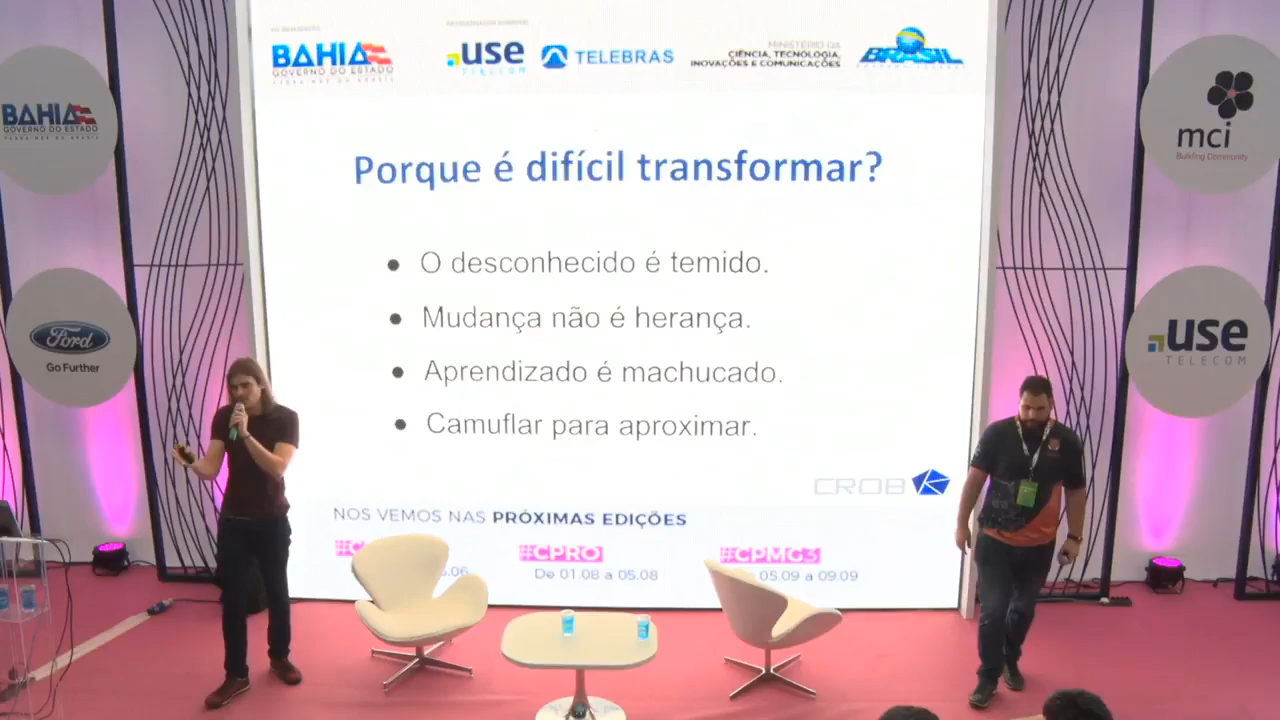 BAHIA
GOVERNO DO ESTADO
USE
TELECOM
TELEBRAS
MINISTÉRIO DA
CIÊNCIA, TECNOLOGIA,
INOVAÇÕES E COMUNICAÇÕES
BRASIL
BAHIA
GOVERNO DO ESTADO
mci
Building Community
Porque é difícil transformar?
• O desconhecido é temido.
• Mudança não é herança.
• Aprendizado é machucado.
• Camuflar para aproximar.
Ford
Go Further
USE
TELECOM
CROB
NOS VEMOS NAS PRÓXIMAS EDIÇÕES
#CPRO
#CPMG3
De 01.08 a 05.08
05.09 a 09.09